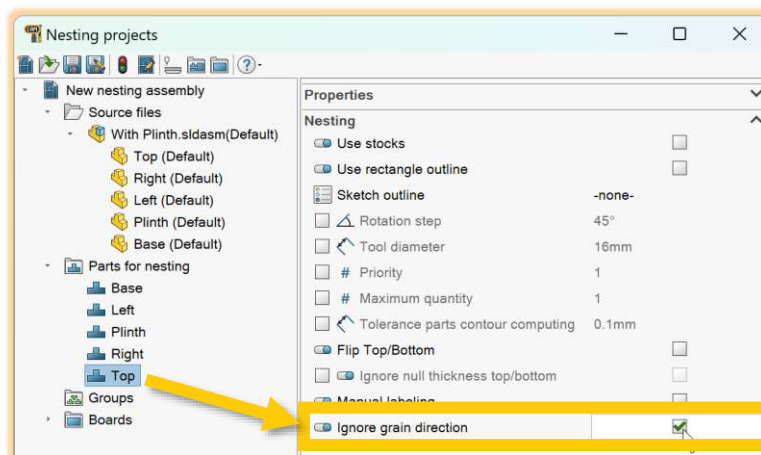 Nesting projects
New nesting assembly
Source files
With Plinth.sldasm(Default)
Top (Default)
Right (Default)
Left (Default)
Plinth (Default)
Base (Default)
Parts for nesting
Base
Left
Plinth
Right
Top
Groups
Boards
Properties
Nesting
Use stocks
Use rectangle outline
Sketch outline -none-
Rotation step 45°
Tool diameter 16mm
# Priority 1
# Maximum quantity 1
Tolerance parts contour computing 0.1mm
Flip Top/Bottom
Ignore null thickness top/bottom
Manual labeling
Ignore grain direction